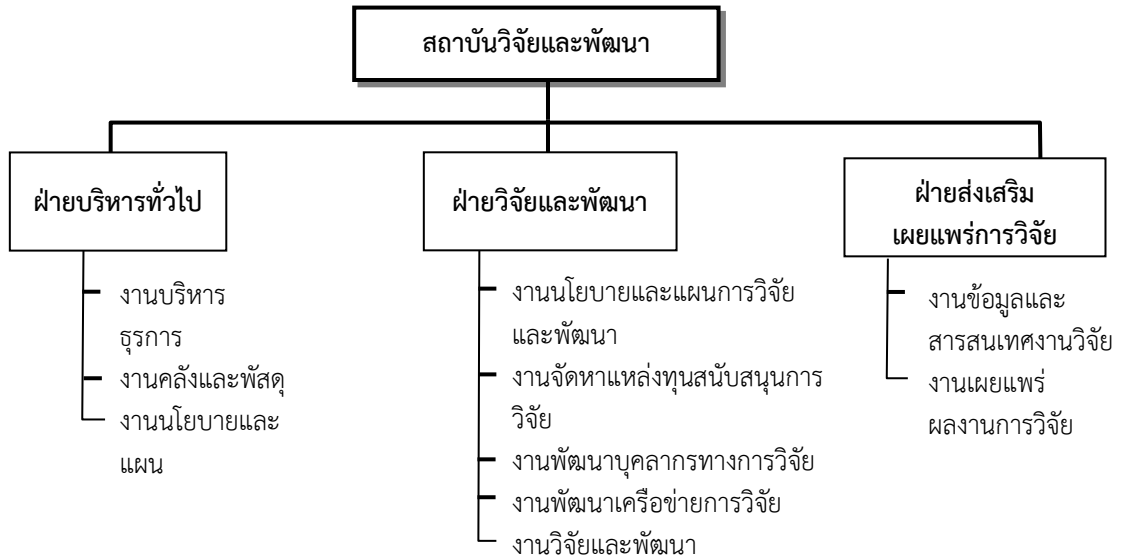 สถาบันวิจัยและพัฒนา
ฝ่ายบริหารทั่วไป
งานบริหาร
ธุรการ
งานคลังและพัสดุ
งานนโยบายและ
แผน
ฝ่ายวิจัยและพัฒนา
งานนโยบายและแผนการวิจัย
และพัฒนา
งานจัดหาแหล่งทุนสนับสนุนการ
วิจัย
งานพัฒนาบุคลากรทางการวิจัย
งานพัฒนาเครือข่ายการวิจัย
งานวิจัยและพัฒนา
ฝ่ายส่งเสริม
เผยแพร่การวิจัย
งานข้อมูลและ
สารสนเทศงานวิจัย
งานเผยแพร่
ผลงานการวิจัย